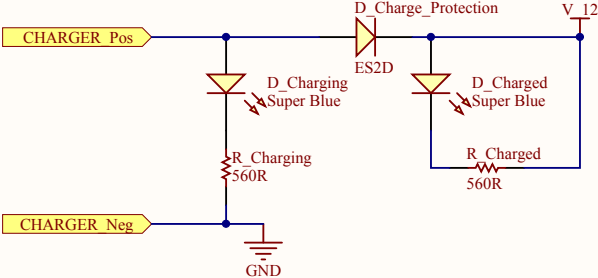 D_Charge_Protection
V_12
CHARGER_Pos
ES2D
D_Charging
Super Blue
D_Charged
Super Blue
R_Charging
560R
R_Charged
560R
CHARGER_Neg
GND